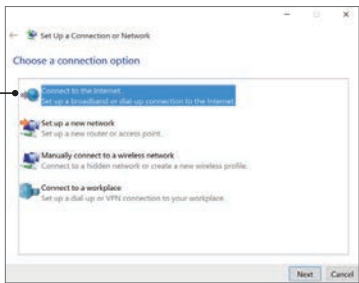 Set Up a Connection or Network
Choose a connection option
Connect to the Internet
Set up a broadband or dial-up connection to the Internet.
Set up a new network
Set up a new router or access point.
Manually connect to a wireless network
Connect to a hidden network or create a new wireless profile.
Connect to a workplace
Set up a dial-up or VPN connection to your workplace.
Next Cancel